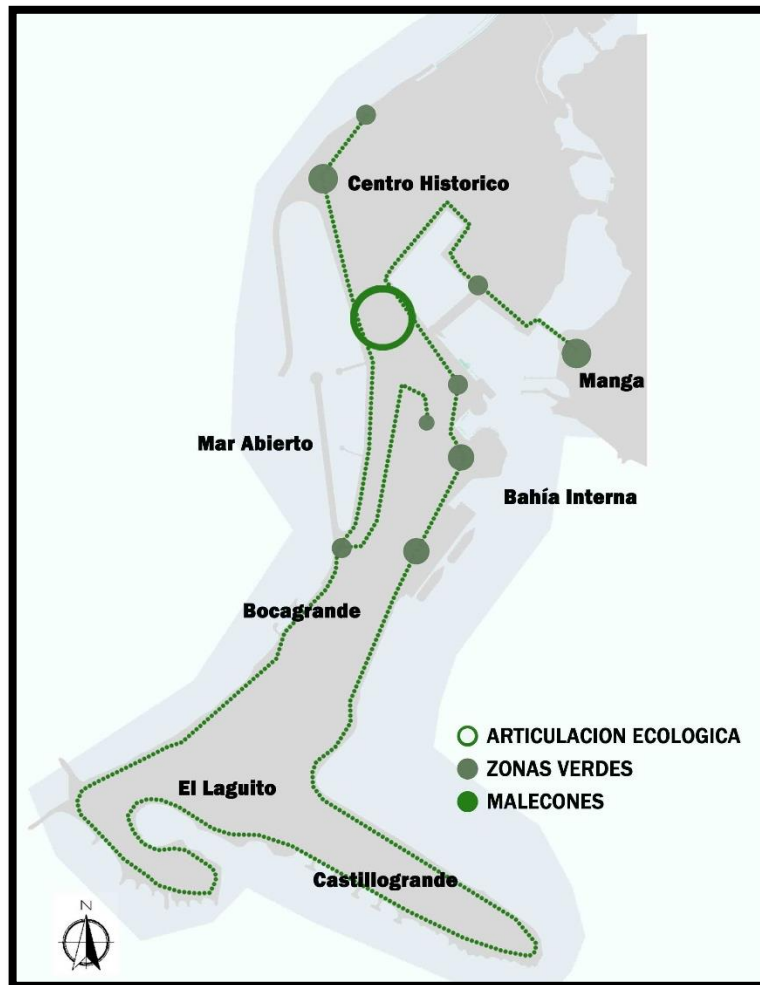 Centro Historico
Manga
Mar Abierto
Bahía Interna
Bocagrande
ARTICULACION ECOLOGICA
ZONAS VERDES
El Laguito
MALECONES
Castillogrande
N